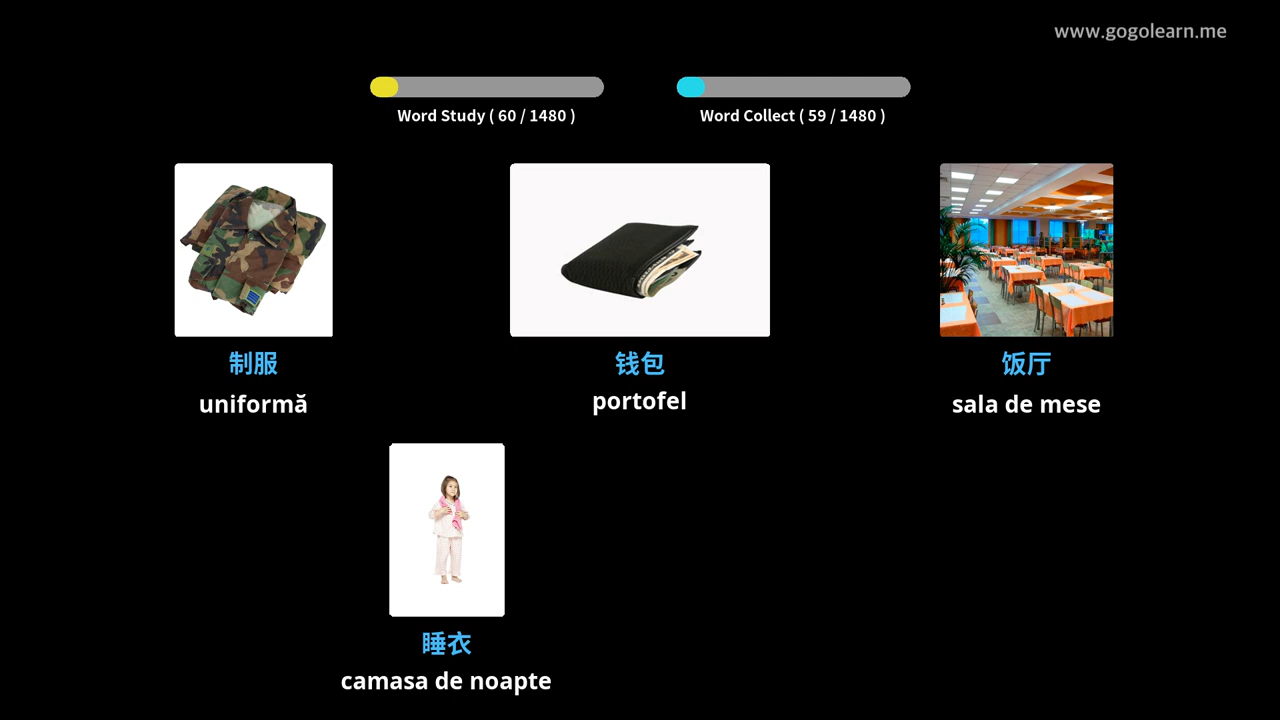 www.gogolearn.me
Word Study ( 60 / 1480 )
Word Collect ( 59 / 1480 )
制服
uniformă
钱包
portofel
饭厅
sala de mese
睡衣
camasa de noapte